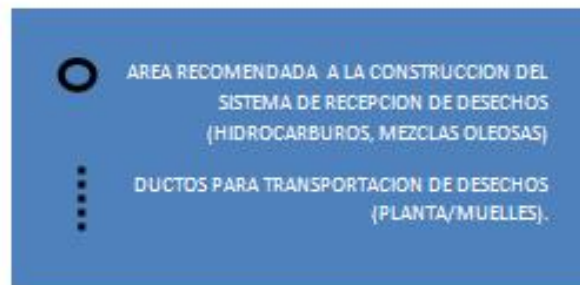 AREA RECOMENDADA A LA CONSTRUCCION DEL
SISTEMA DE RECEPCION DE DESECHOS
(HIDROCARBUROS, MEZCLAS OLEOSAS)
DUCTOS PARA TRANSPORTACION DE DESECHOS
(PLANTA/MUELLES).